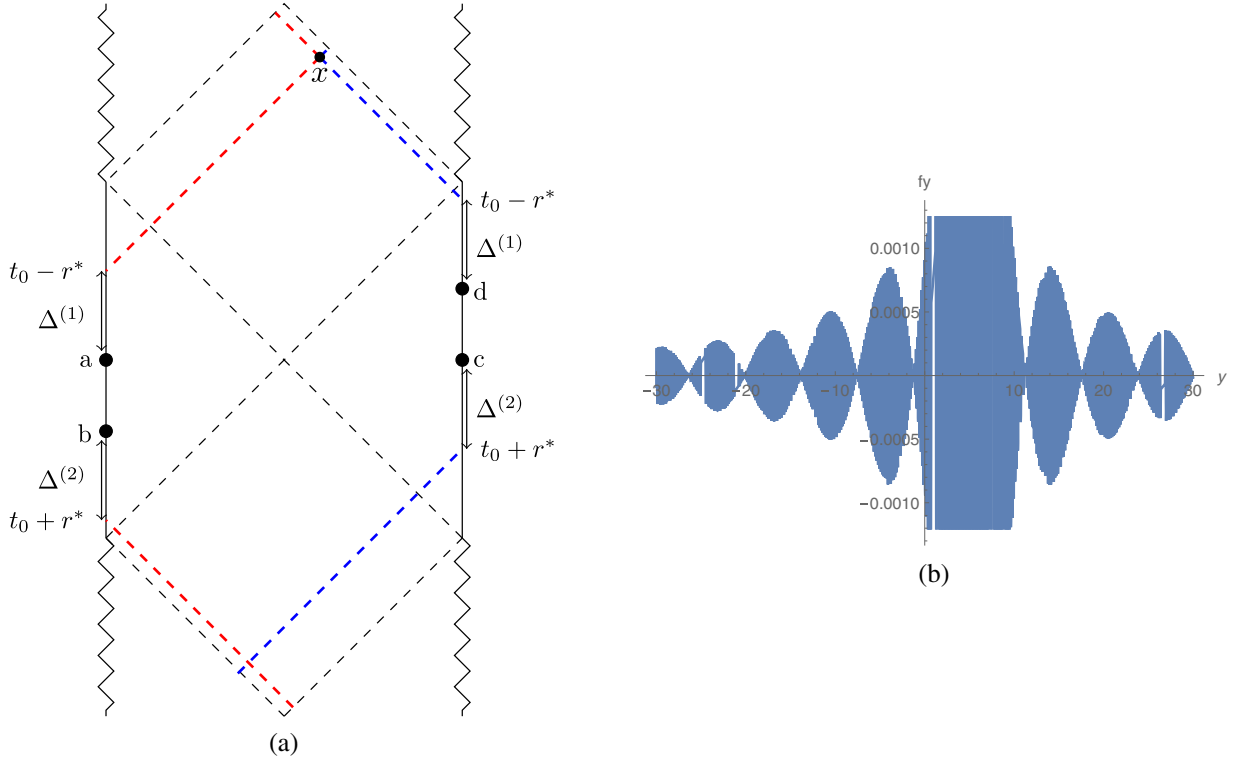 x
t₀ − r*
Δ⁽¹⁾
d
t₀ − r*
Δ⁽¹⁾
a
c
b
Δ⁽²⁾
t₀ + r*
Δ⁽²⁾
t₀ + r*
(a)
fy
0.0010
0.0005
−30 −20 −10 10 20 30 y
−0.0005
−0.0010
(b)